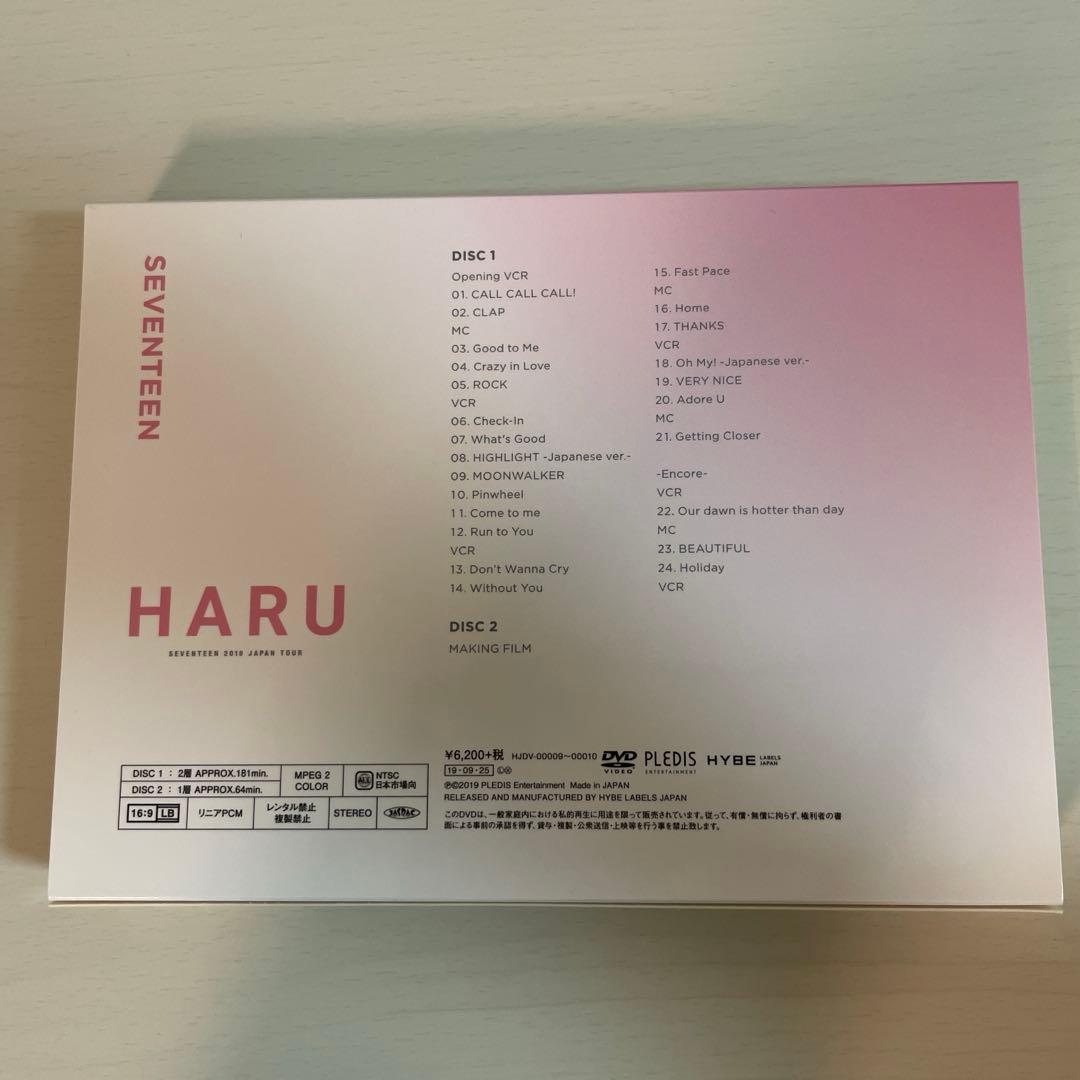 SEVENTEEN
HARU
SEVENTEEN 2019 JAPAN TOUR
DISC 1
Opening VCR
01. CALL CALL CALL!
02. CLAP
MC
03. Good to Me
04. Crazy in Love
05. ROCK
VCR
06. Check-In
07. What's Good
08. HIGHLIGHT -Japanese ver.-
09. MOONWALKER
10. Pinwheel
11. Come to me
12. Run to You
VCR
13. Don't Wanna Cry
14. Without You
15. Fast Pace
MC
16. Home
17. THANKS
VCR
18. Oh My! -Japanese ver.-
19. VERY NICE
20. Adore U
MC
21. Getting Closer
-Encore-
VCR
22. Our dawn is hotter than day
MC
23. BEAUTIFUL
24. Holiday
VCR
DISC 2
MAKING FILM
DISC 1 : 2層 APPROX.181min.
DISC 2 : 1層 APPROX.64min.
MPEG 2
COLOR
ALL
NTSC
日本市場向
16:9 LB
リニアPCM
レンタル禁止
複製禁止
STEREO
JASRAC
¥6,200+税 HJDV-00009~00010
DVD VIDEO
PLEDIS ENTERTAINMENT
HYBE LABELS JAPAN
19・09・25 ⓁⓍ
℗©2019 PLEDIS Entertainment Made in JAPAN
RELEASED AND MANUFACTURED BY HYBE LABELS JAPAN
このDVDは、一般家庭内における私的再生に用途を限って販売されています。従って、有償・無償に拘らず、権利者の書
面による事前の承認を得ず、貸与・複製・公衆送信・上映等を行う事を禁止致します。